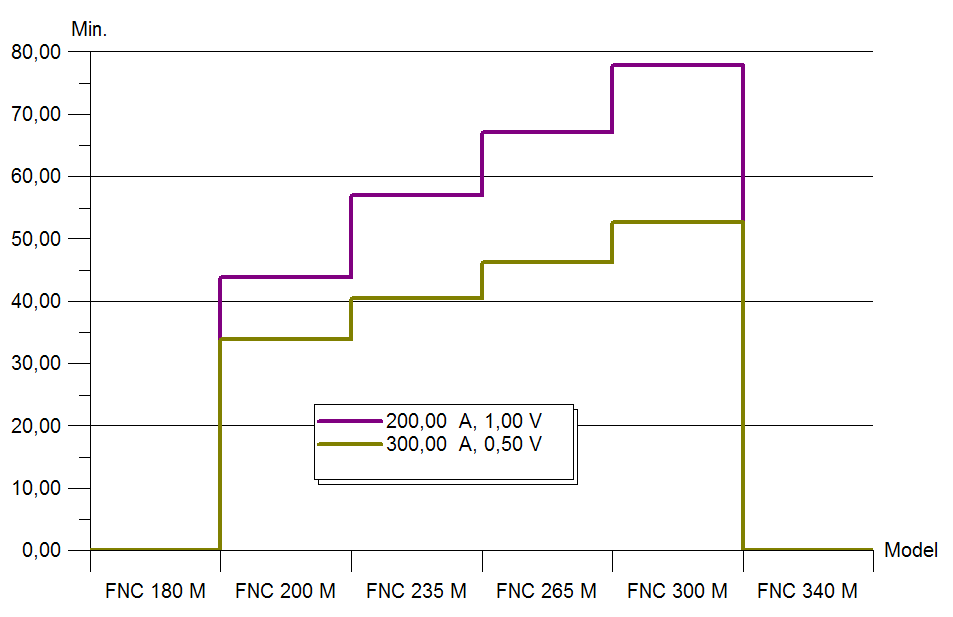 Min.
80,00
70,00
60,00
50,00
40,00
30,00
20,00
10,00
0,00
200,00 A, 1,00 V
300,00 A, 0,50 V
Model
FNC 180 M FNC 200 M FNC 235 M FNC 265 M FNC 300 M FNC 340 M